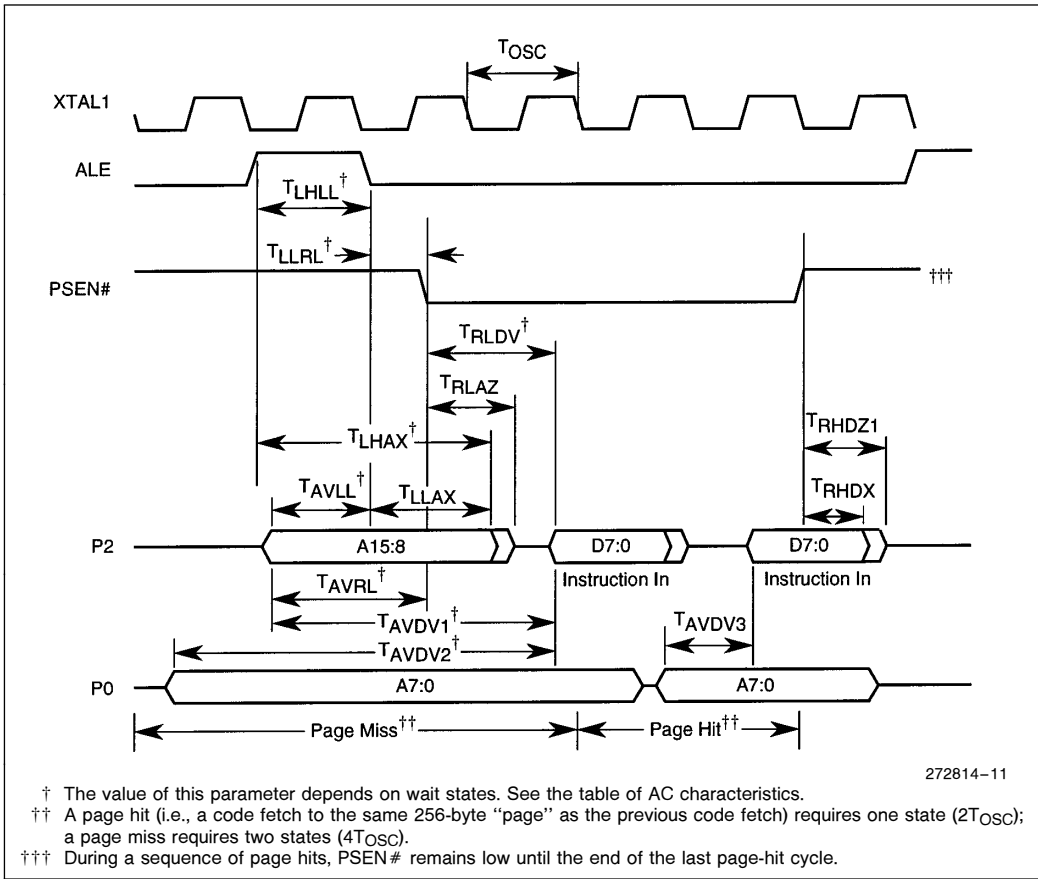 TOSC
XTAL1
ALE
TLHLL†
TLLRL†
PSEN#
†††
TRLDV†
TRLAZ
TLHAX†
TRHDZ1
TAVLL†
TLLAX
TRHDX
P2
A15:8
D7:0
D7:0
Instruction In
Instruction In
TAVRL†
TAVDV1†
TAVDV3
TAVDV2†
P0
A7:0
A7:0
Page Miss††
Page Hit††
272814–11
† The value of this parameter depends on wait states. See the table of AC characteristics.
†† A page hit (i.e., a code fetch to the same 256-byte “page” as the previous code fetch) requires one state (2TOSC);
a page miss requires two states (4TOSC).
††† During a sequence of page hits, PSEN# remains low until the end of the last page-hit cycle.